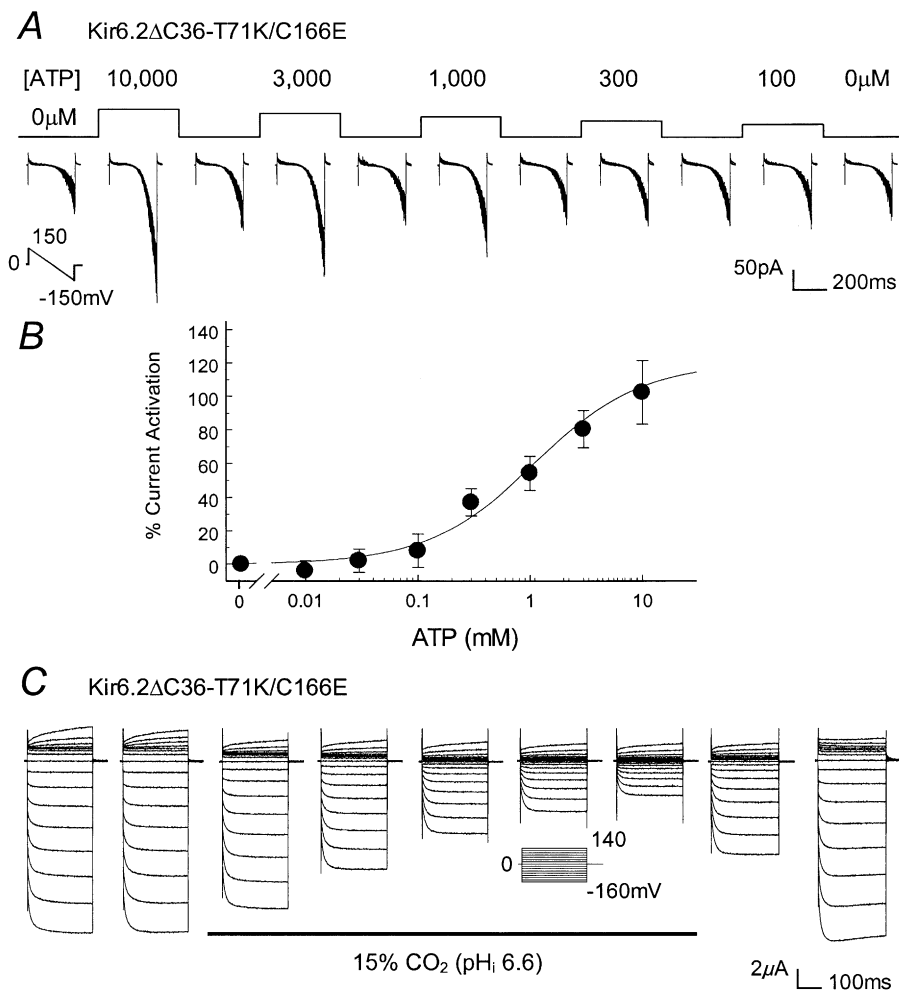 A Kir6.2ΔC36-T71K/C166E
[ATP] 10,000 3,000 1,000 300 100 0μM
0μM
150
0
-150mV
50pA
200ms
B
% Current Activation
140
120
100
80
60
40
20
0
0 0.01 0.1 1 10
ATP (mM)
C Kir6.2ΔC36-T71K/C166E
140
0
-160mV
15% CO₂ (pHᵢ 6.6)
2μA
100ms